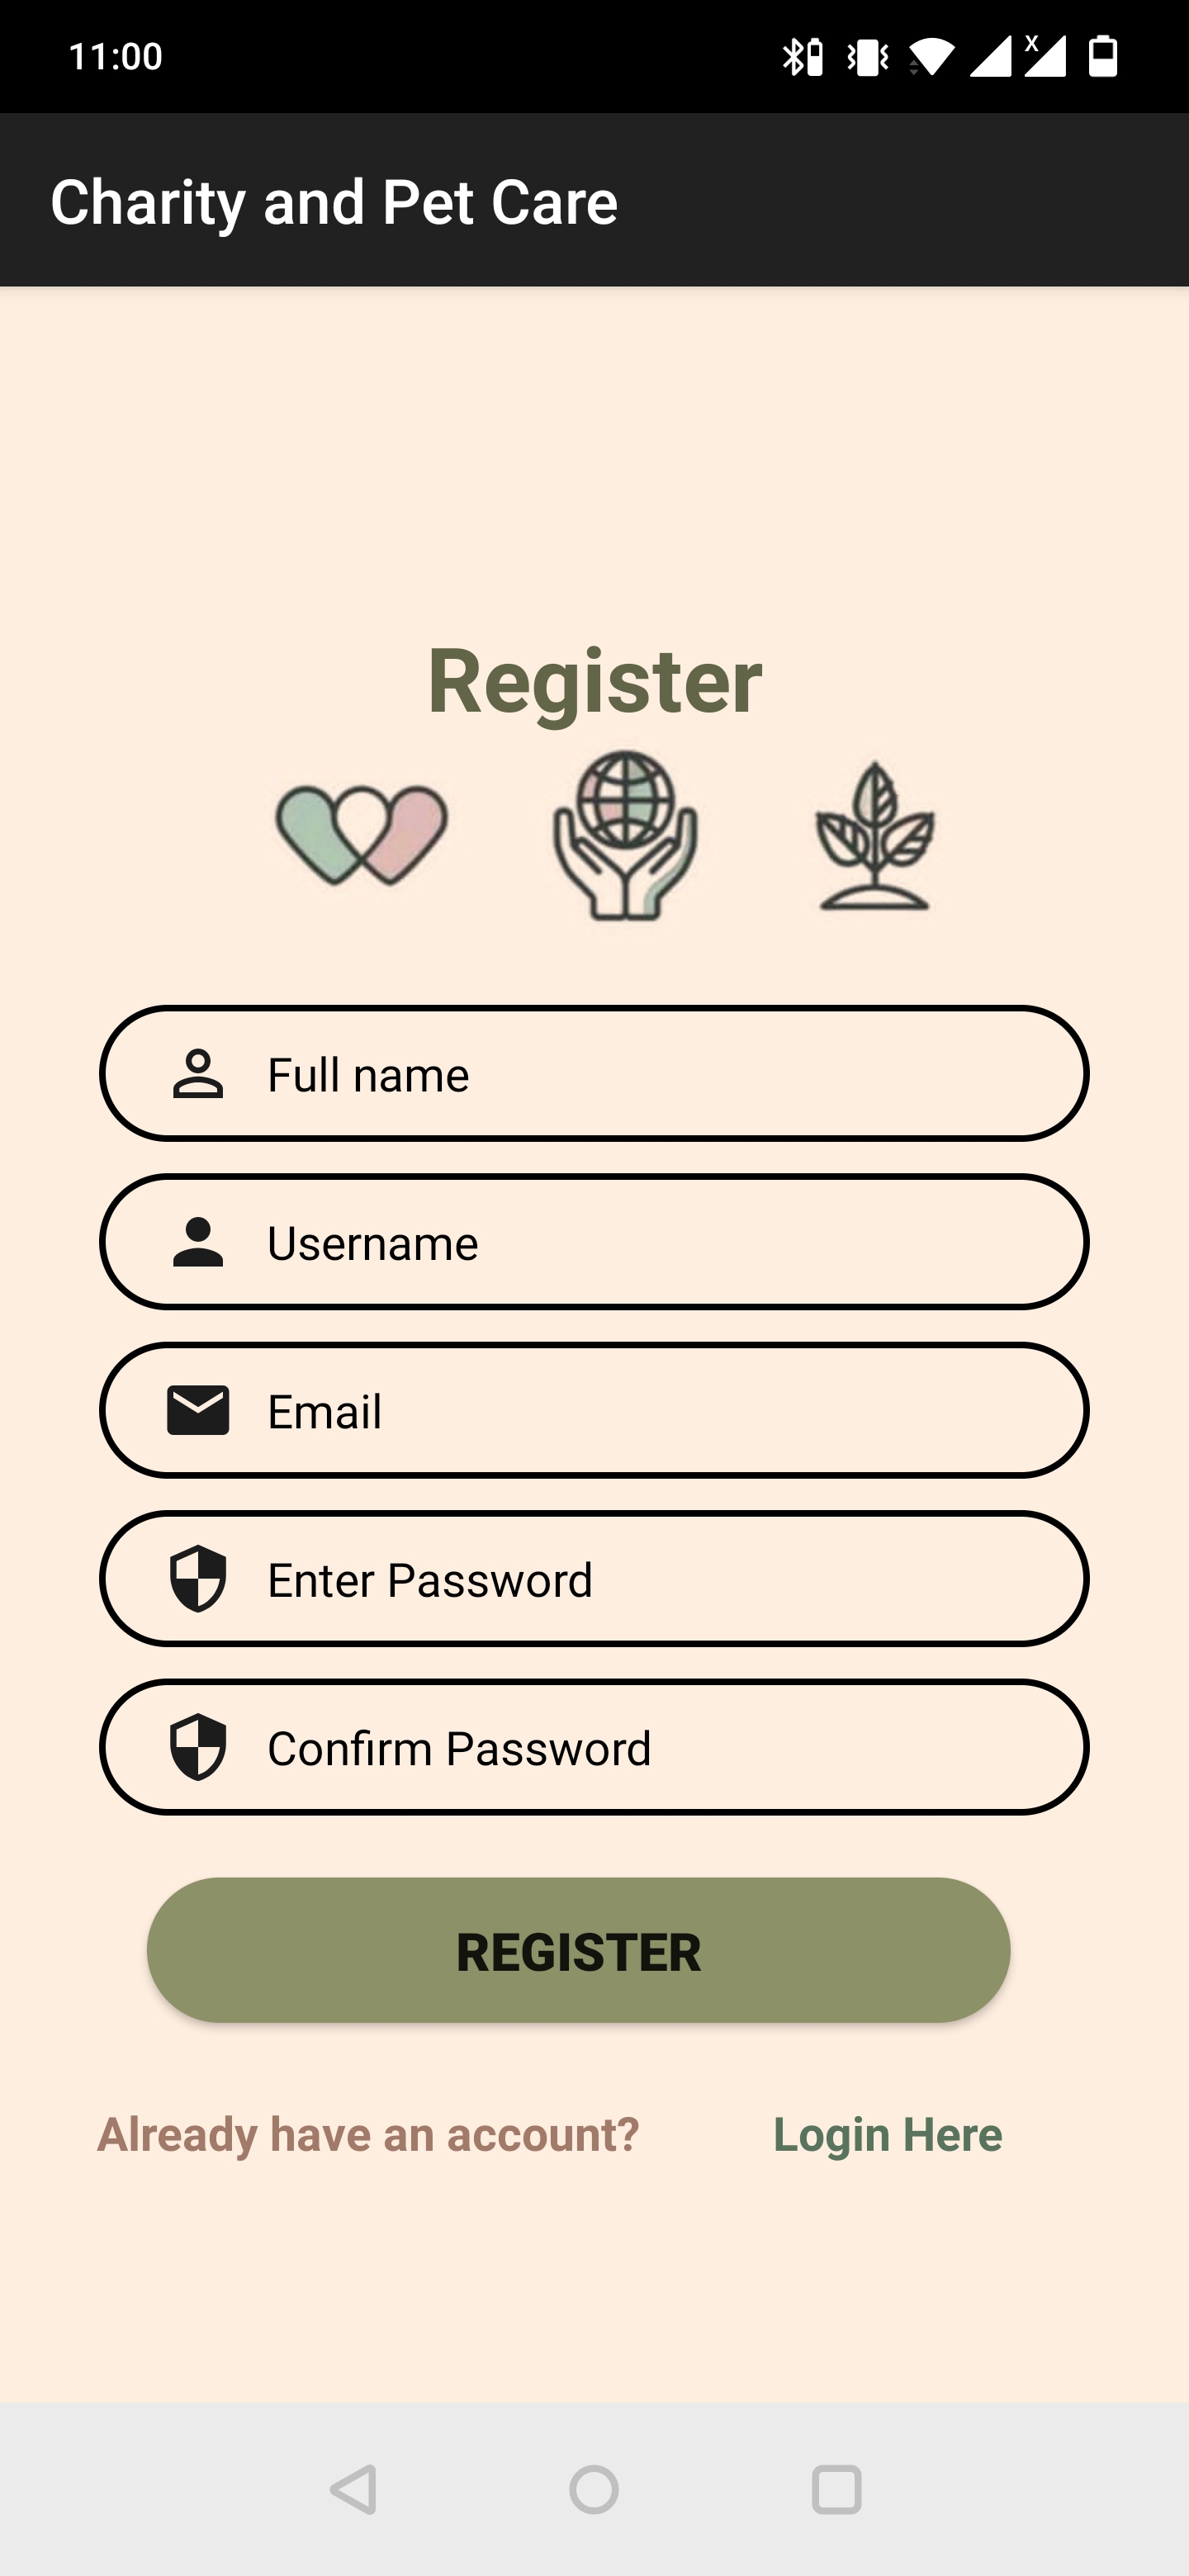 11:00
Charity and Pet Care
Register
Full name
Username
Email
Enter Password
Confirm Password
REGISTER
Already have an account? Login Here